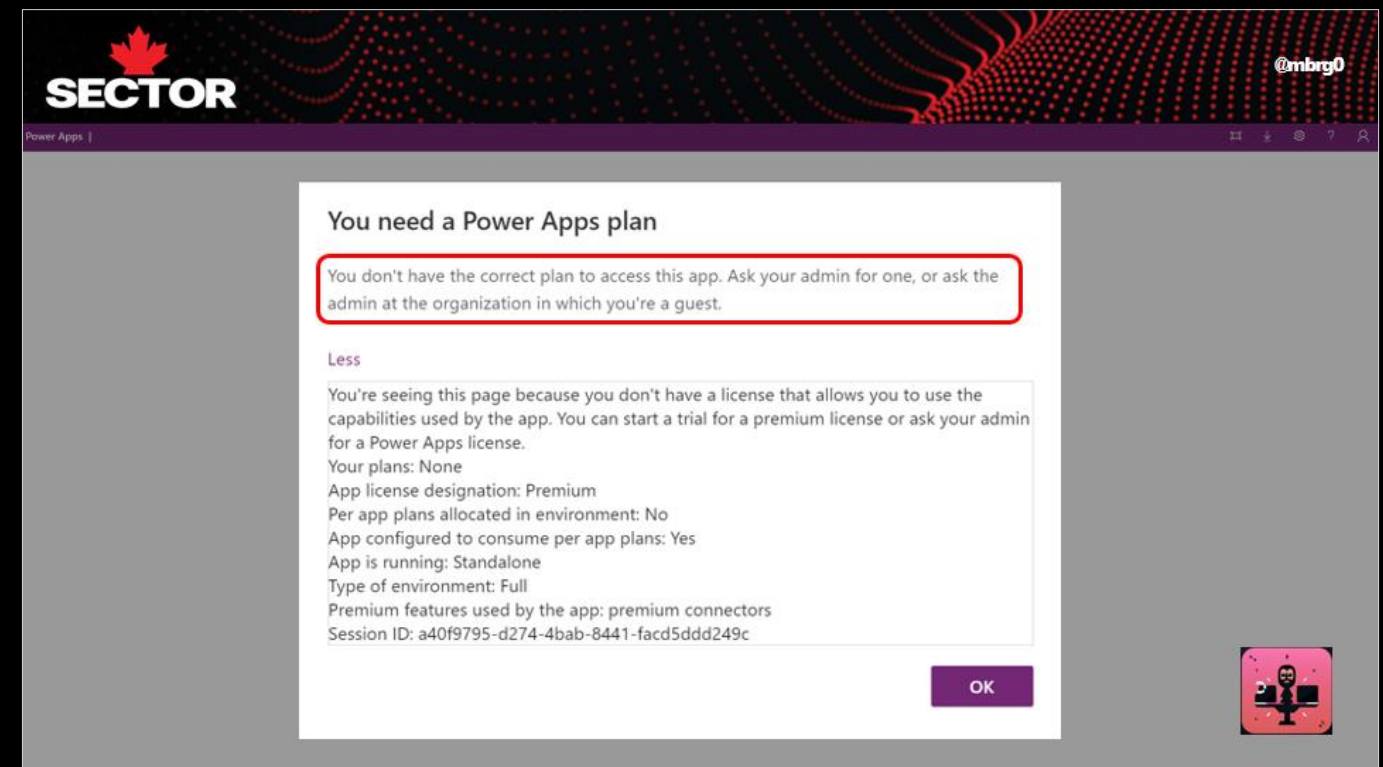 SECTOR
@mbrg0
Power Apps |
?
You need a Power Apps plan
You don't have the correct plan to access this app. Ask your admin for one, or ask the
admin at the organization in which you're a guest.
Less
You're seeing this page because you don't have a license that allows you to use the
capabilities used by the app. You can start a trial for a premium license or ask your admin
for a Power Apps license.
Your plans: None
App license designation: Premium
Per app plans allocated in environment: No
App configured to consume per app plans: Yes
App is running: Standalone
Type of environment: Full
Premium features used by the app: premium connectors
Session ID: a40f9795-d274-4bab-8441-facd5ddd249c
OK